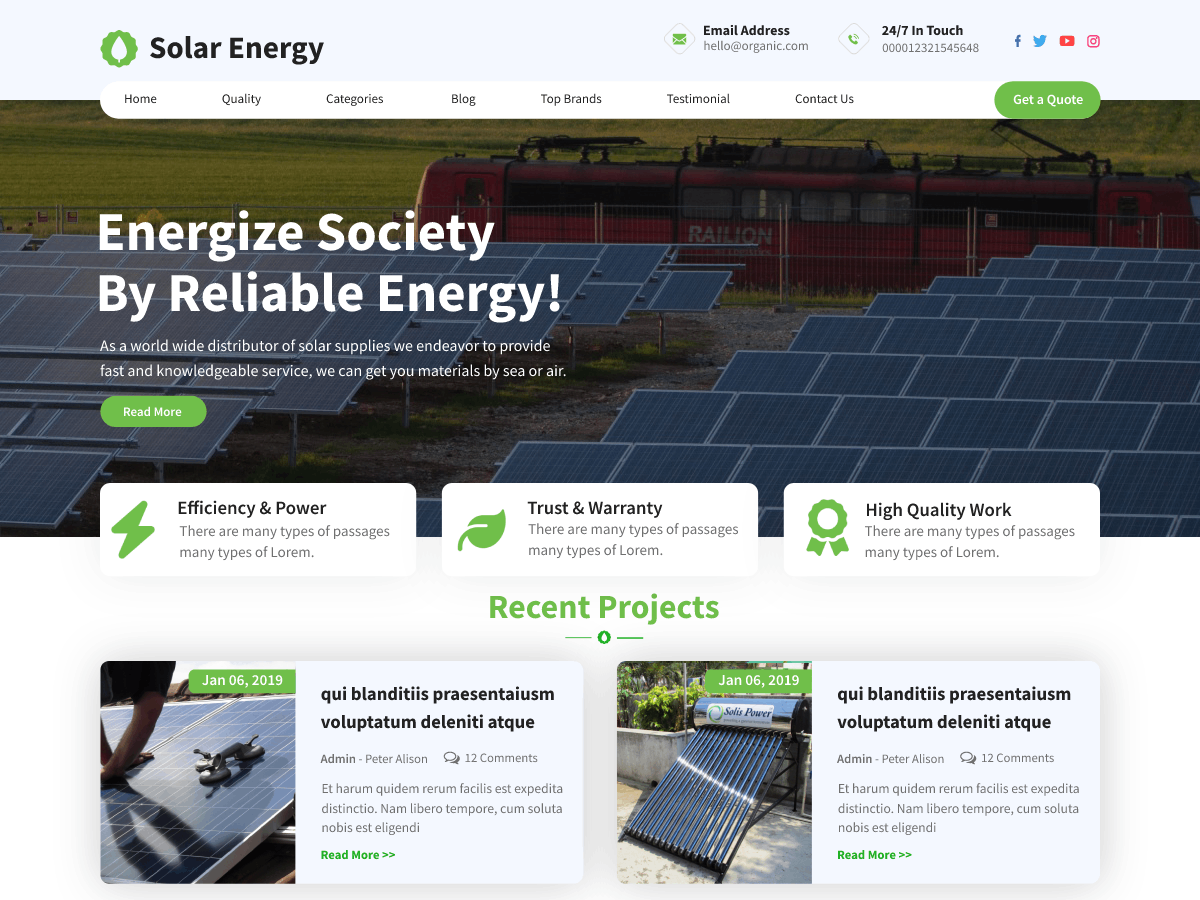 Solar Energy
Email Address
hello@organic.com
24/7 In Touch
000012321545648
Home
Quality
Categories
Blog
Top Brands
Testimonial
Contact Us
Get a Quote
RAILION
Energize Society
By Reliable Energy!
As a world wide distributor of solar supplies we endeavor to provide
fast and knowledgeable service, we can get you materials by sea or air.
Read More
Efficiency & Power
There are many types of passages
many types of Lorem.
Trust & Warranty
There are many types of passages
many types of Lorem.
High Quality Work
There are many types of passages
many types of Lorem.
Recent Projects
Jan 06, 2019
qui blanditiis praesentaiusm
voluptatum deleniti atque
Admin - Peter Alison
12 Comments
Et harum quidem rerum facilis est expedita
distinctio. Nam libero tempore, cum soluta
nobis est eligendi
Read More >>
Jan 06, 2019
Solis Power
qui blanditiis praesentaiusm
voluptatum deleniti atque
Admin - Peter Alison
12 Comments
Et harum quidem rerum facilis est expedita
distinctio. Nam libero tempore, cum soluta
nobis est eligendi
Read More >>